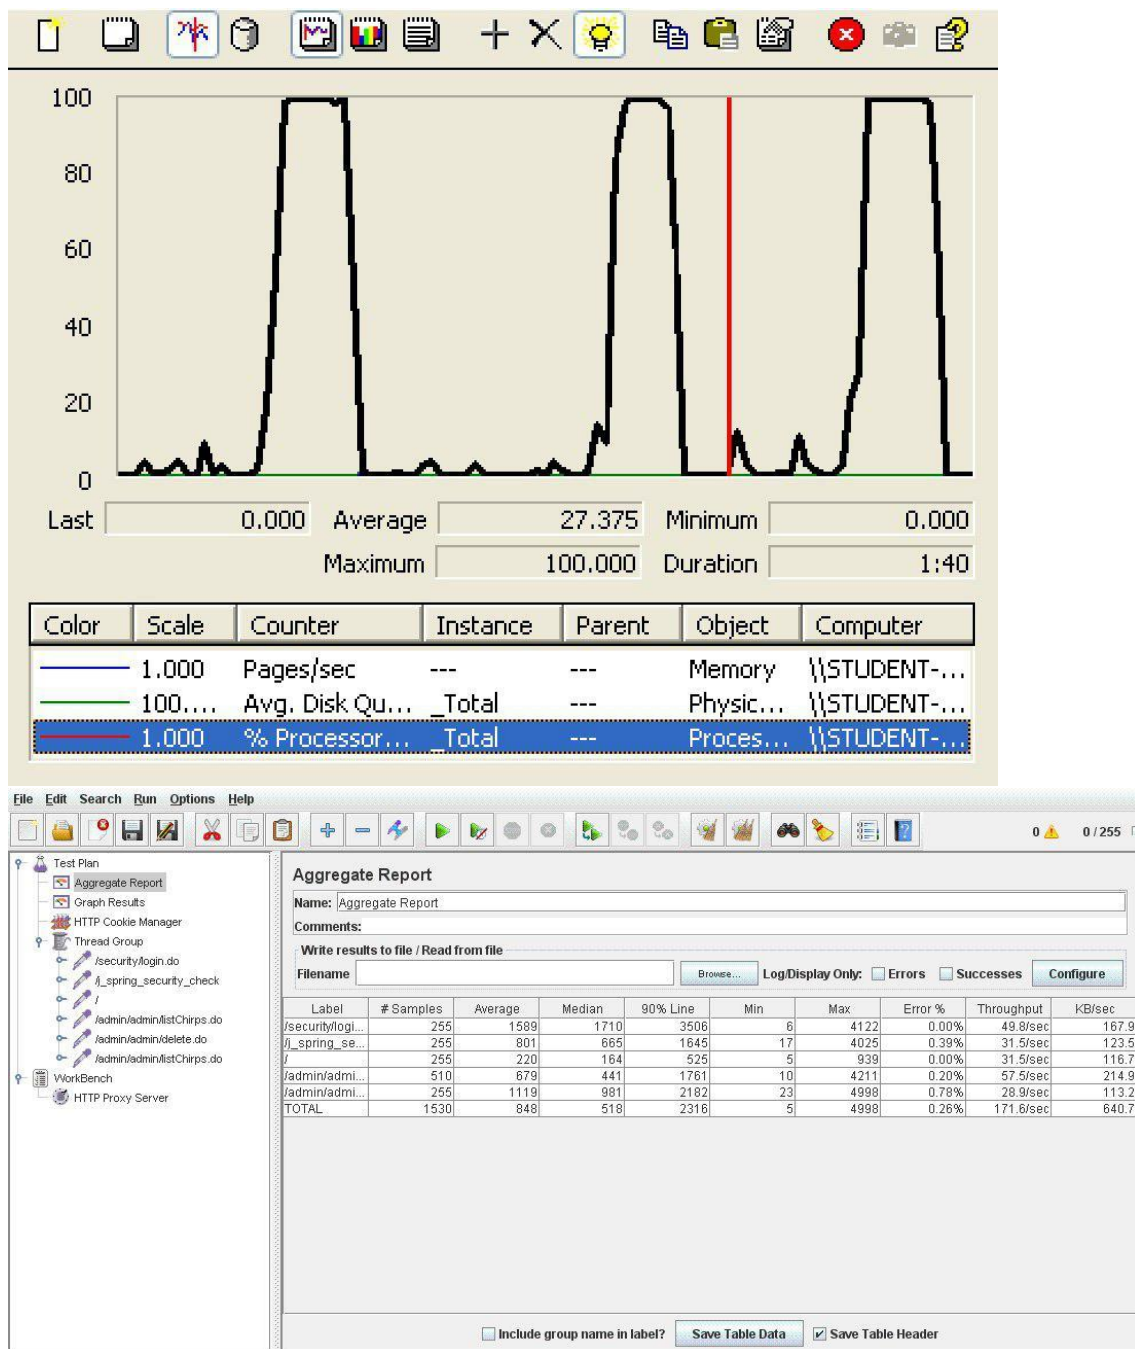 100
80
60
40
20
0
Last 0.000 Average 27.375 Minimum 0.000
Maximum 100.000 Duration 1:40
Color Scale Counter Instance Parent Object Computer
1.000 Pages/sec --- --- Memory \\STUDENT-...
100.... Avg. Disk Qu... _Total --- Physic... \\STUDENT-...
1.000 % Processor... _Total --- Proces... \\STUDENT-...
File Edit Search Run Options Help
0 0 / 255
Test Plan
Aggregate Report
Graph Results
HTTP Cookie Manager
Thread Group
/security/login.do
/j_spring_security_check
/
/admin/admin/listChirps.do
/admin/admin/delete.do
/admin/admin/listChirps.do
WorkBench
HTTP Proxy Server
Aggregate Report
Name: Aggregate Report
Comments:
Write results to file / Read from file
Filename Browse... Log/Display Only: Errors Successes Configure
Label # Samples Average Median 90% Line Min Max Error % Throughput KB/sec
/security/logi... 255 1589 1710 3506 6 4122 0.00% 49.8/sec 167.9
/j_spring_se... 255 801 665 1645 17 4025 0.39% 31.5/sec 123.5
/ 255 220 164 525 5 939 0.00% 31.5/sec 116.7
/admin/admi... 510 679 441 1761 10 4211 0.20% 57.5/sec 214.9
/admin/admi... 255 1119 981 2182 23 4998 0.78% 28.9/sec 113.2
TOTAL 1530 848 518 2316 5 4998 0.26% 171.6/sec 640.7
Include group name in label? Save Table Data Save Table Header